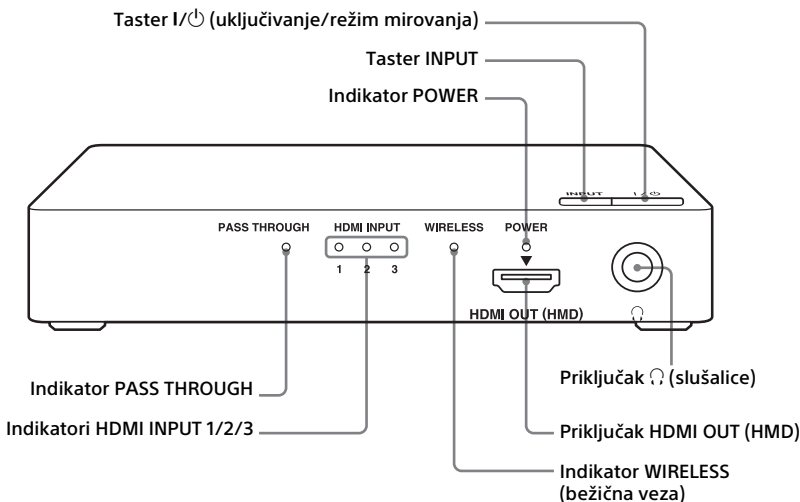 Taster I/⏻ (uključivanje/režim mirovanja)
Taster INPUT
Indikator POWER
INPUT I/⏻
PASS THROUGH HDMI INPUT WIRELESS POWER
1 2 3
HDMI OUT (HMD)
Indikator PASS THROUGH
Priključak 🎧 (slušalice)
Indikatori HDMI INPUT 1/2/3
Priključak HDMI OUT (HMD)
Indikator WIRELESS
(bežična veza)